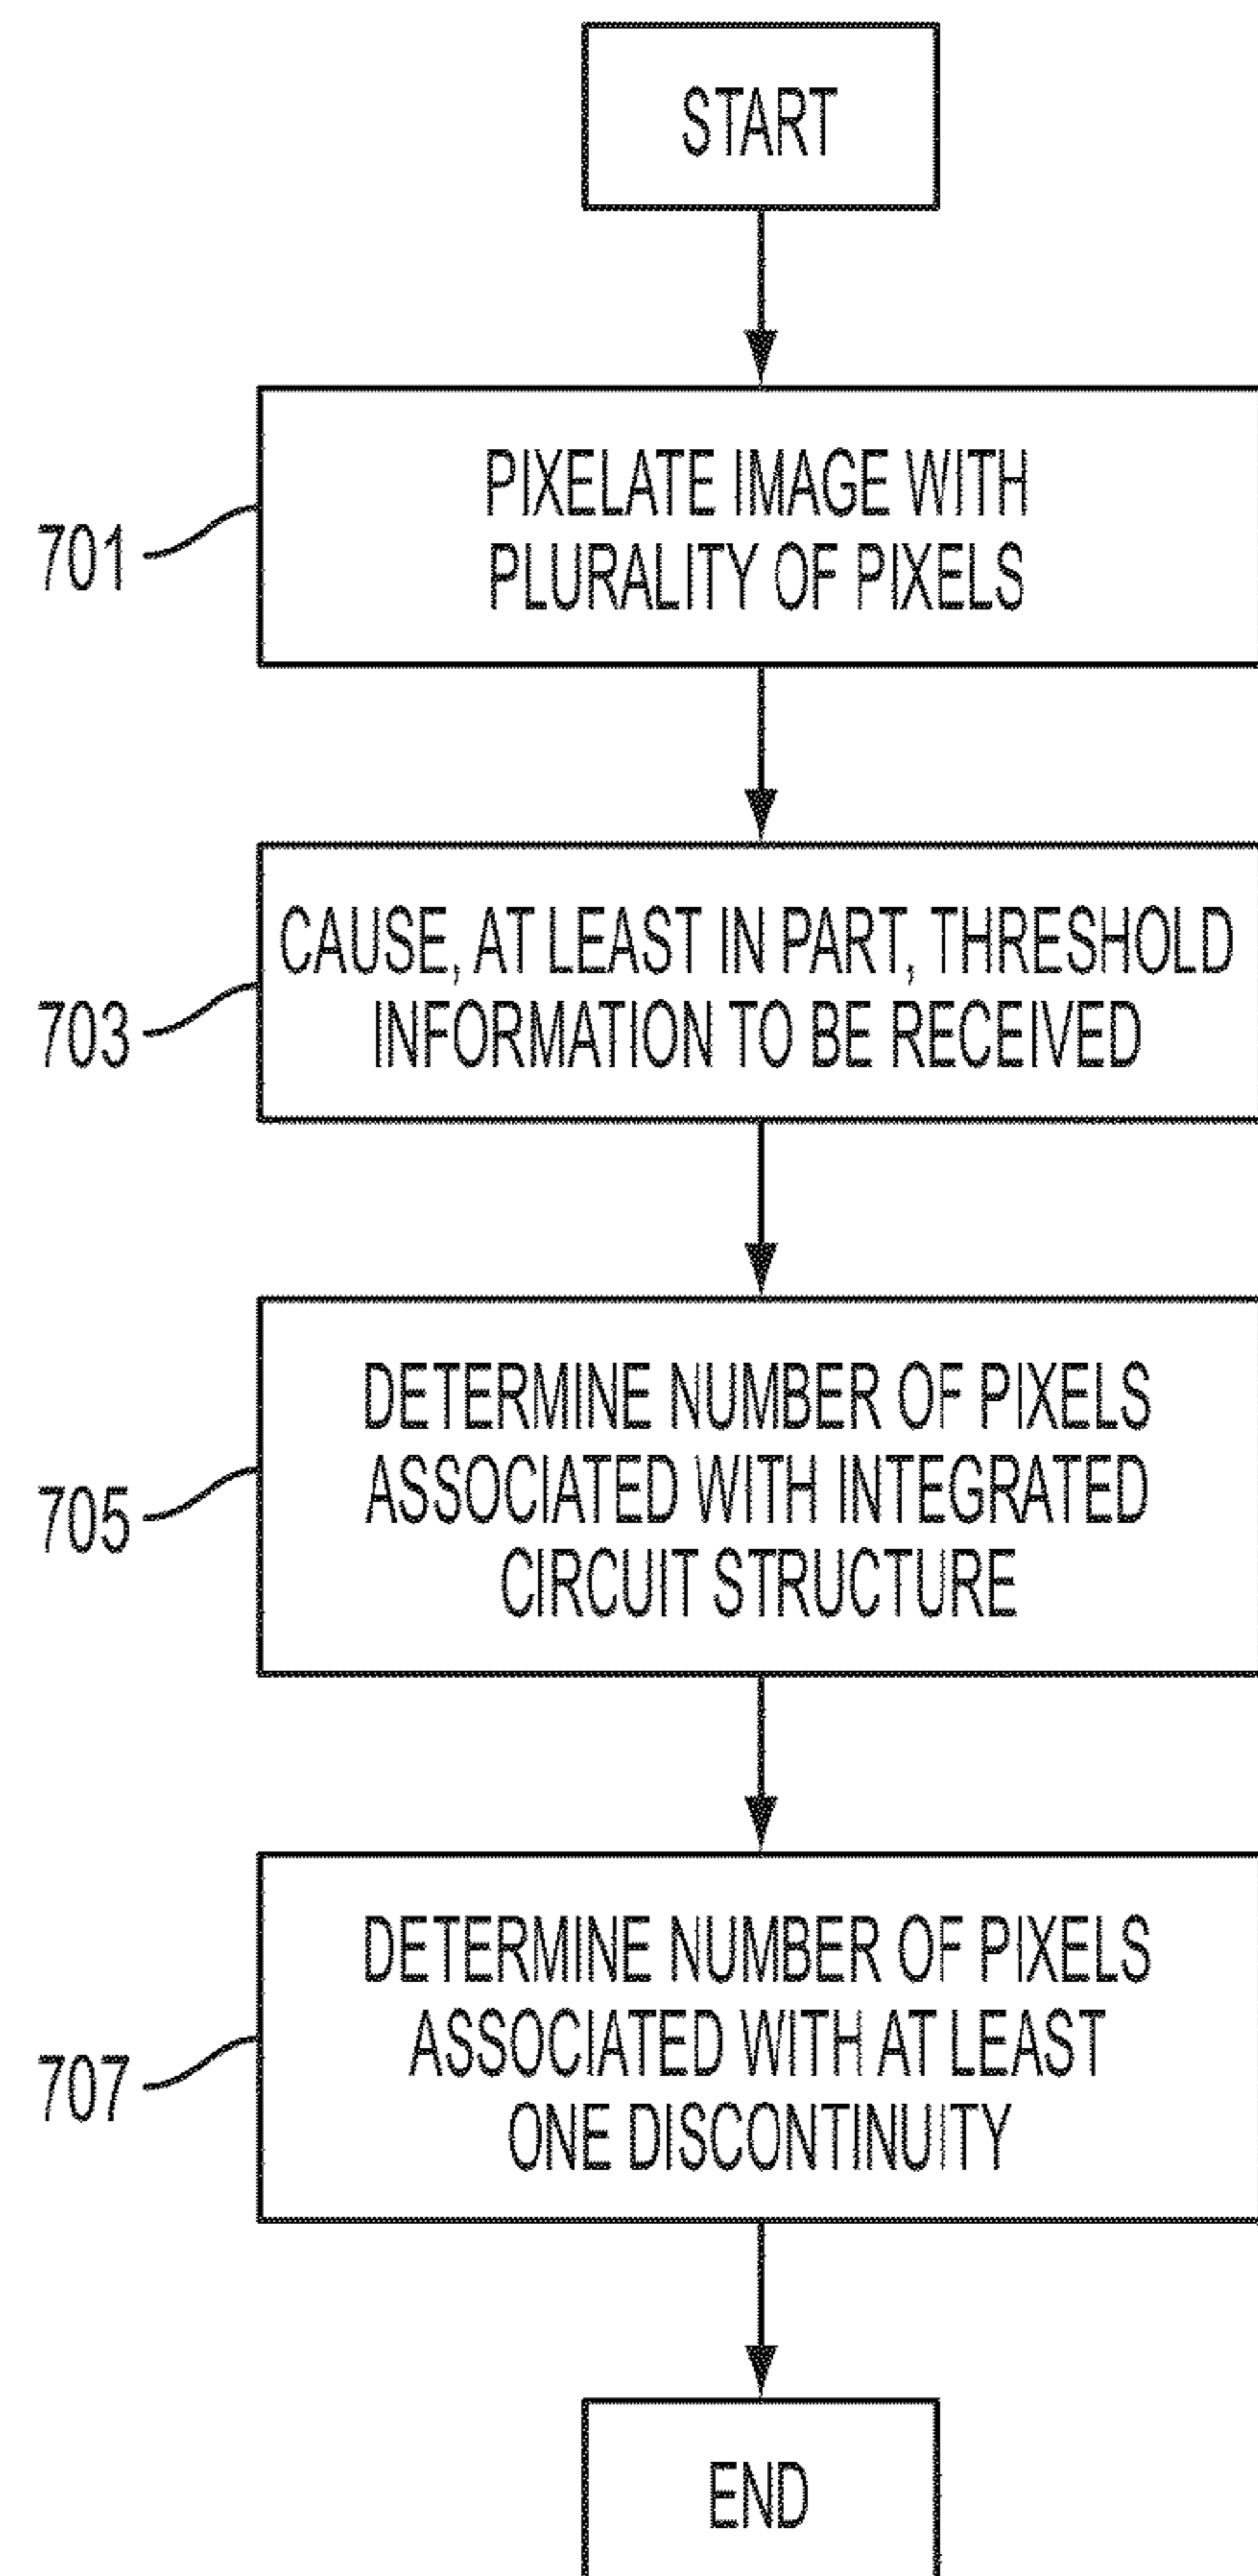 START
701
PIXELATE IMAGE WITH
PLURALITY OF PIXELS
703
CAUSE, AT LEAST IN PART, THRESHOLD
INFORMATION TO BE RECEIVED
705
DETERMINE NUMBER OF PIXELS
ASSOCIATED WITH INTEGRATED
CIRCUIT STRUCTURE
707
DETERMINE NUMBER OF PIXELS
ASSOCIATED WITH AT LEAST
ONE DISCONTINUITY
END